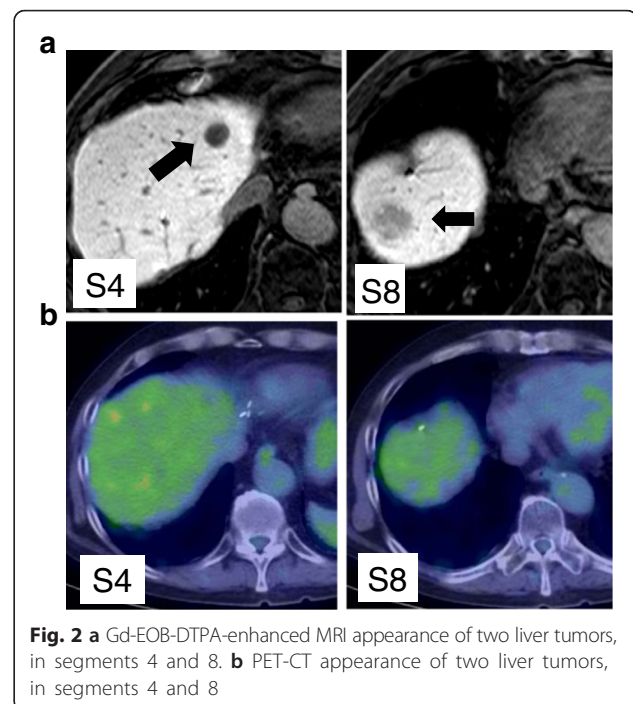 a
S4
S8
b
S4
S8
Fig. 2 a Gd-EOB-DTPA-enhanced MRI appearance of two liver tumors,
in segments 4 and 8. b PET-CT appearance of two liver tumors,
in segments 4 and 8